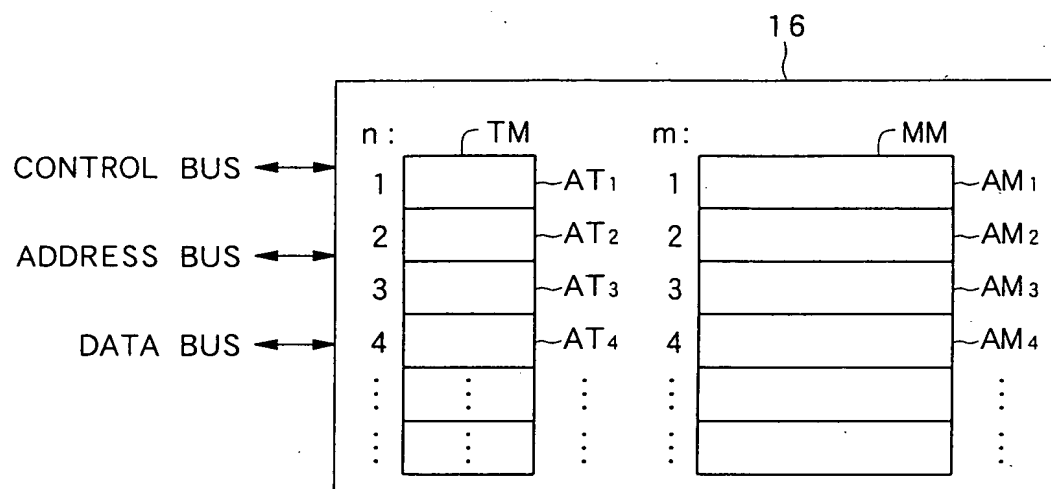 16
n: TM m: MM
CONTROL BUS 1 AT1 1 AM1
ADDRESS BUS 2 AT2 2 AM2
3 AT3 3 AM3
DATA BUS 4 AT4 4 AM4